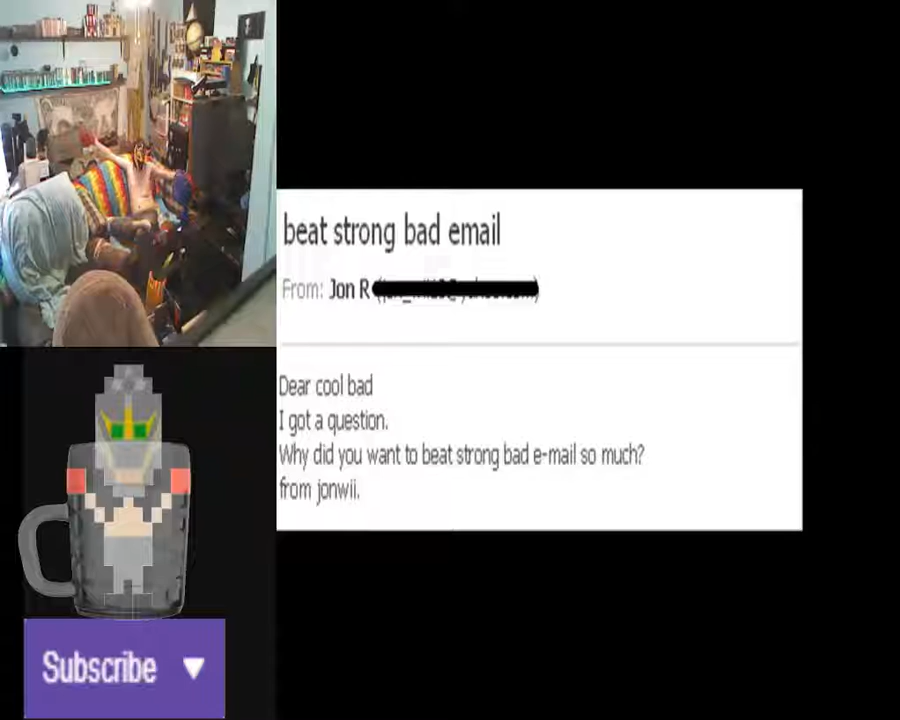 beat strong bad email
From: Jon R
Dear cool bad
I got a question.
Why did you want to beat strong bad e-mail so much?
from jonwii.
Subscribe